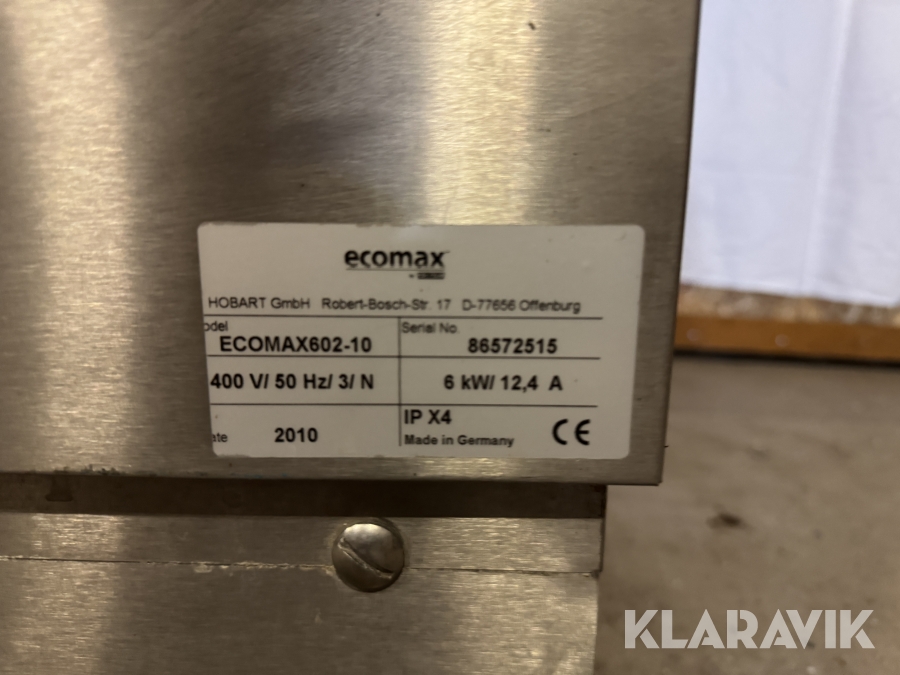 ecomax
HOBART GmbH Robert-Bosch-Str. 17 D-77656 Offenburg
odel Serial No.
ECOMAX602-10 86572515
400 V/ 50 Hz/ 3/ N 6 kW/ 12,4 A
ate 2010 IP X4
Made in Germany CE
KLARAVIK